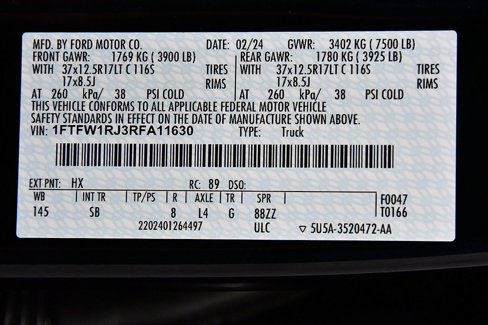 MFD. BY FORD MOTOR CO. DATE: 02/24 GVWR: 3402 KG ( 7500 LB)
FRONT GAWR: 1769 KG ( 3900 LB) REAR GAWR: 1780 KG ( 3925 LB)
WITH 37x12.5R17LT C 116S TIRES WITH 37x12.5R17LT C 116S TIRES
17x8.5J RIMS 17x8.5J RIMS
AT 260 kPa/ 38 PSI COLD AT 260 kPa/ 38 PSI COLD
THIS VEHICLE CONFORMS TO ALL APPLICABLE FEDERAL MOTOR VEHICLE
SAFETY STANDARDS IN EFFECT ON THE DATE OF MANUFACTURE SHOWN ABOVE.
VIN: 1FTFW1RJ3RFA11630 TYPE: Truck
EXT PNT: HX RC: 89 DSO:
WB INT TR TP/PS R AXLE TR SPR F0047
145 SB 8 L4 G 88ZZ T0166
2202401264497 ULC ▽ 5U5A-3520472-AA